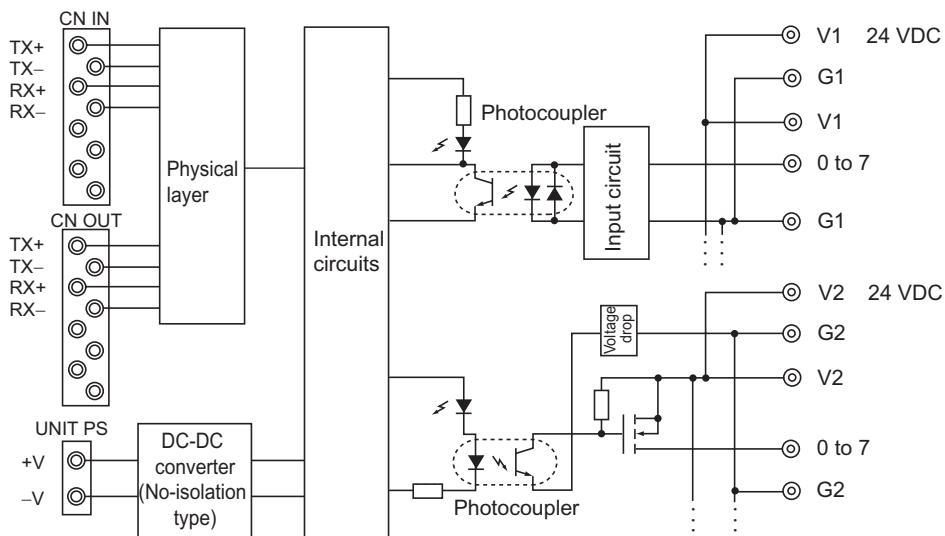 CN IN
TX+
TX−
RX+
RX−
CN OUT
TX+
TX−
RX+
RX−
UNIT PS
+V
−V
Physical
layer
DC-DC
converter
(No-isolation
type)
Internal
circuits
Photocoupler
Input circuit
Voltage
drop
Photocoupler
V1 24 VDC
G1
V1
0 to 7
G1
V2 24 VDC
G2
V2
0 to 7
G2